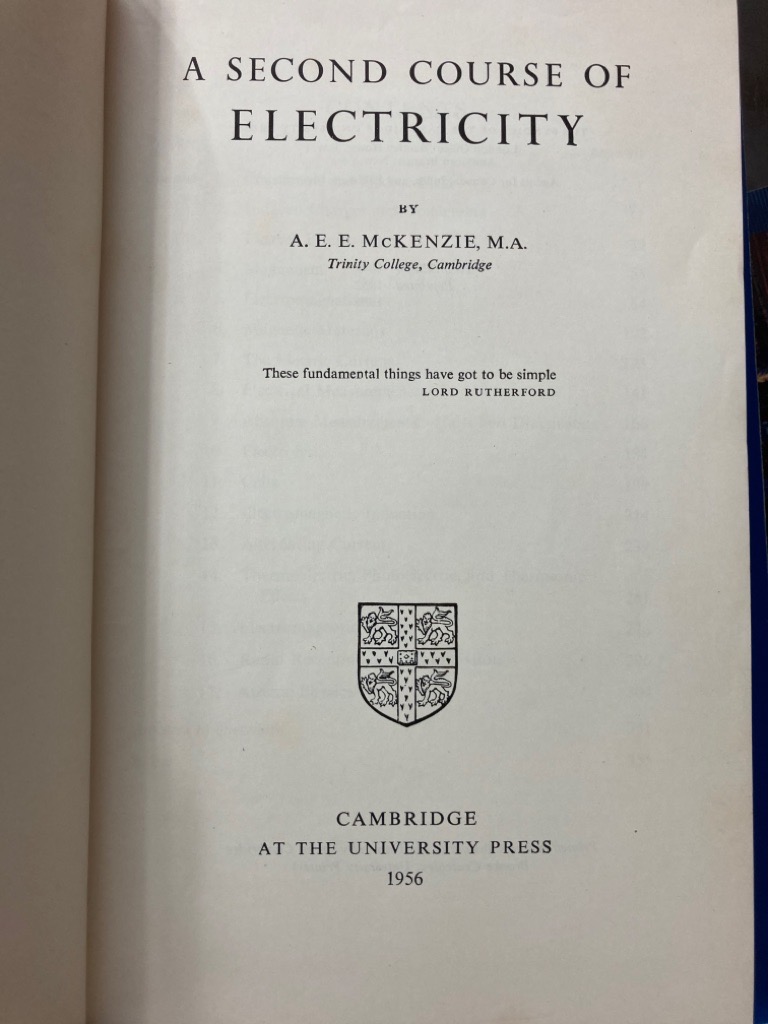 A SECOND COURSE OF
ELECTRICITY
BY
A. E. E. McKENZIE, M.A.
Trinity College, Cambridge
These fundamental things have got to be simple
LORD RUTHERFORD
CAMBRIDGE
AT THE UNIVERSITY PRESS
1956